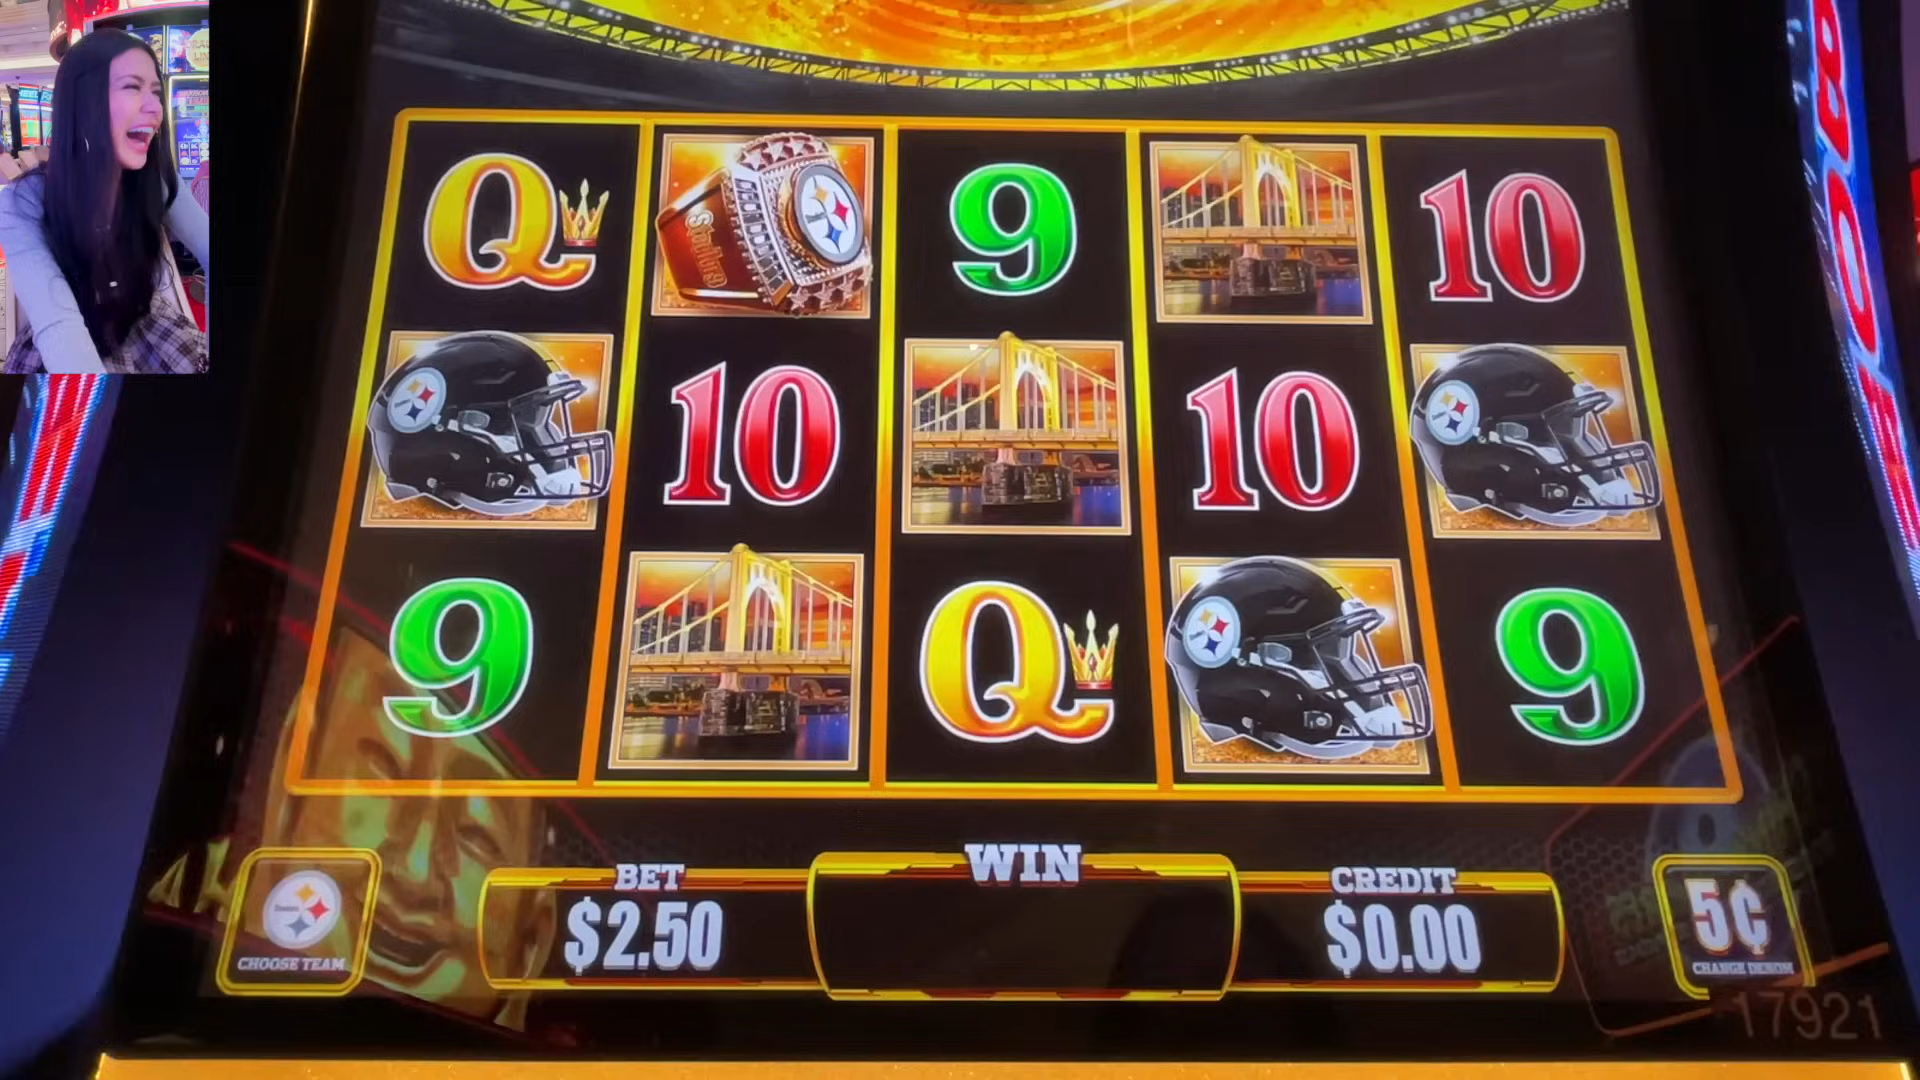 Q 9 10
Steelers
10 10
9 Q 9
WIN
BET CREDIT
$2.50 $0.00 5¢
CHOOSE TEAM CHANGE DENOM
17921